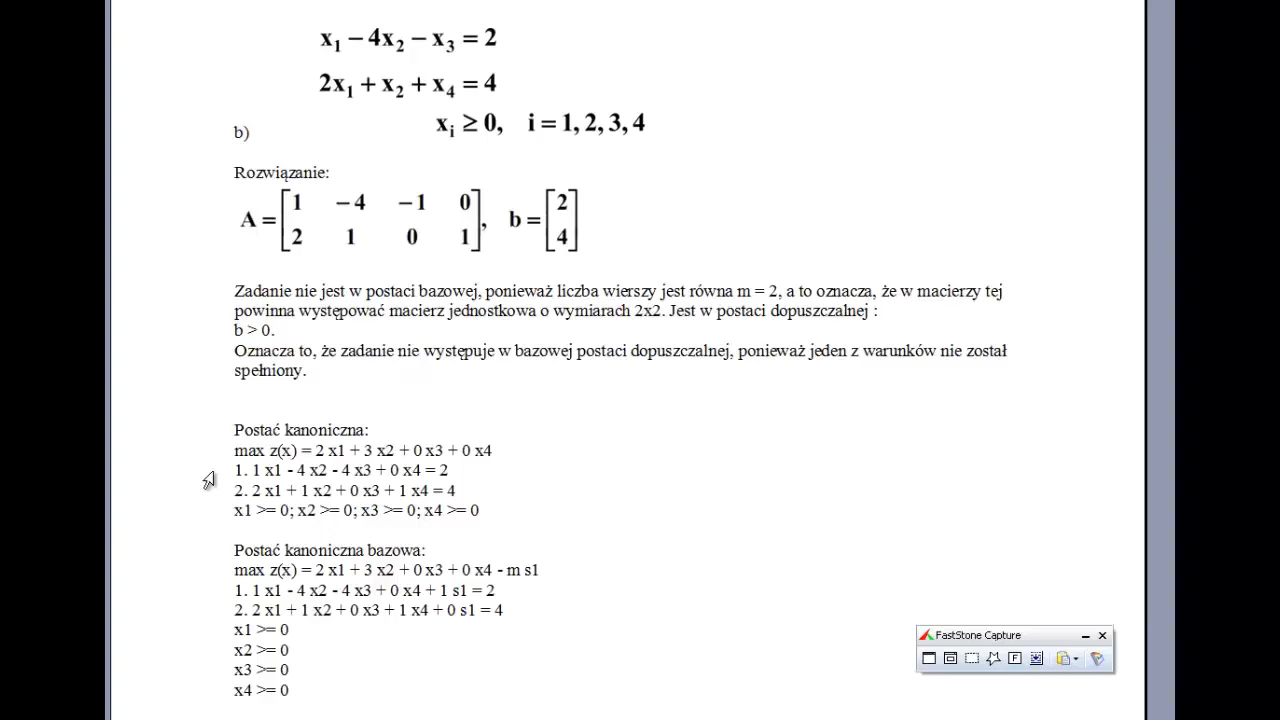 x₁ − 4x₂ − x₃ = 2
2x₁ + x₂ + x₄ = 4
b) xᵢ ≥ 0, i = 1, 2, 3, 4
Rozwiązanie:
A = [1 −4 −1 0; 2 1 0 1], b = [2; 4]
Zadanie nie jest w postaci bazowej, ponieważ liczba wierszy jest równa m = 2, a to oznacza, że w macierzy tej
powinna występować macierz jednostkowa o wymiarach 2x2. Jest w postaci dopuszczalnej :
b > 0.
Oznacza to, że zadanie nie występuje w bazowej postaci dopuszczalnej, ponieważ jeden z warunków nie został
spełniony.
Postać kanoniczna:
max z(x) = 2 x1 + 3 x2 + 0 x3 + 0 x4
1. 1 x1 - 4 x2 - 4 x3 + 0 x4 = 2
2. 2 x1 + 1 x2 + 0 x3 + 1 x4 = 4
x1 >= 0; x2 >= 0; x3 >= 0; x4 >= 0
Postać kanoniczna bazowa:
max z(x) = 2 x1 + 3 x2 + 0 x3 + 0 x4 - m s1
1. 1 x1 - 4 x2 - 4 x3 + 0 x4 + 1 s1 = 2
2. 2 x1 + 1 x2 + 0 x3 + 1 x4 + 0 s1 = 4
x1 >= 0
x2 >= 0
x3 >= 0
x4 >= 0
FastStone Capture